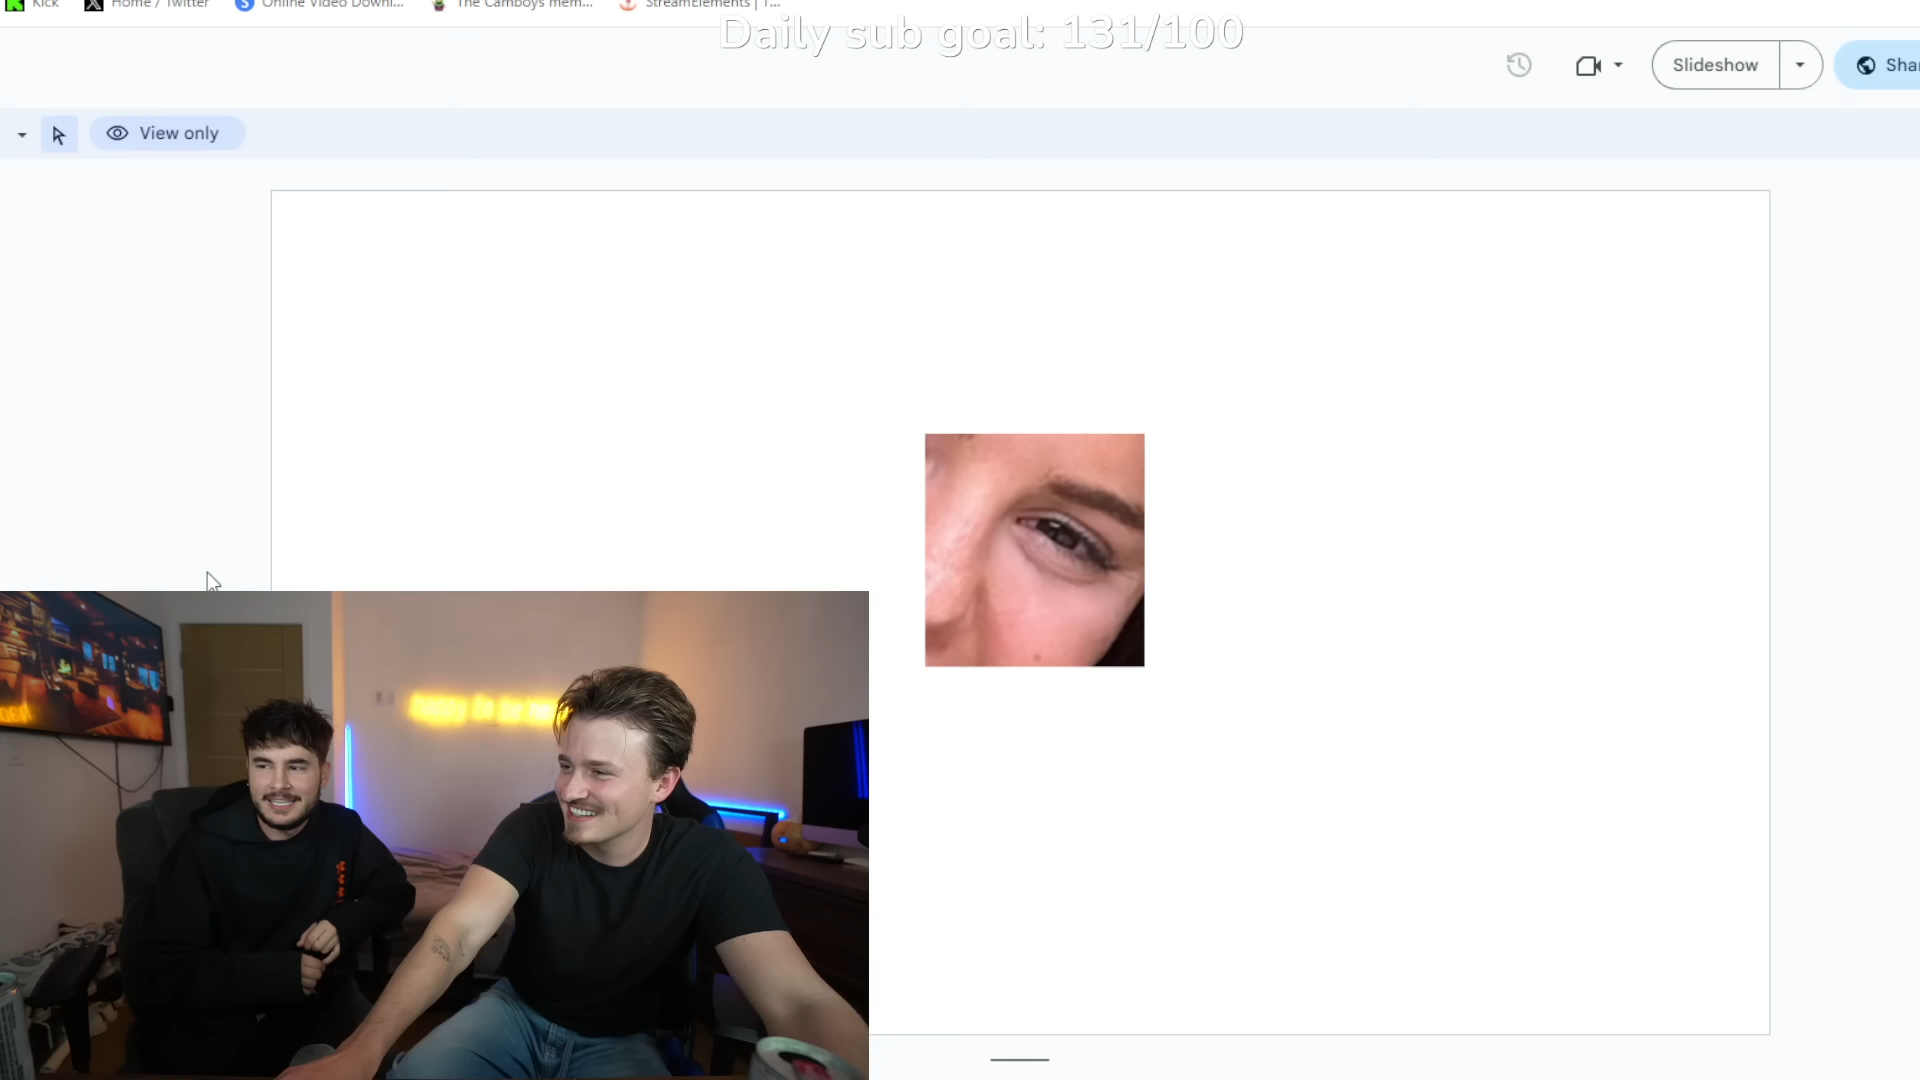 Kick Home / Twitter Online Video Downl... The Camboys mem... StreamElements | T...
Daily sub goal: 131/100
Slideshow
View only